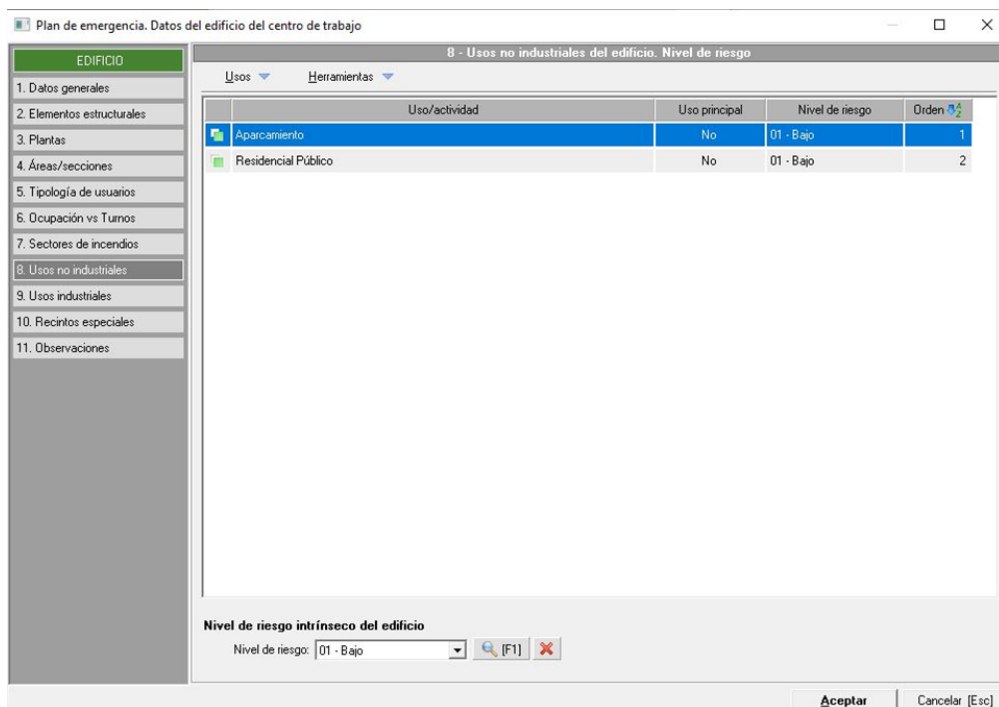 Plan de emergencia. Datos del edificio del centro de trabajo
EDIFICIO
1. Datos generales
2. Elementos estructurales
3. Plantas
4. Áreas/secciones
5. Tipología de usuarios
6. Ocupación vs Turnos
7. Sectores de incendios
8. Usos no industriales
9. Usos industriales
10. Recintos especiales
11. Observaciones
8 - Usos no industriales del edificio. Nivel de riesgo
Usos Herramientas
Uso/actividad Uso principal Nivel de riesgo Orden
Aparcamiento No 01 - Bajo 1
Residencial Público No 01 - Bajo 2
Nivel de riesgo intrínseco del edificio
Nivel de riesgo: 01 - Bajo [F1]
Aceptar Cancelar [Esc]